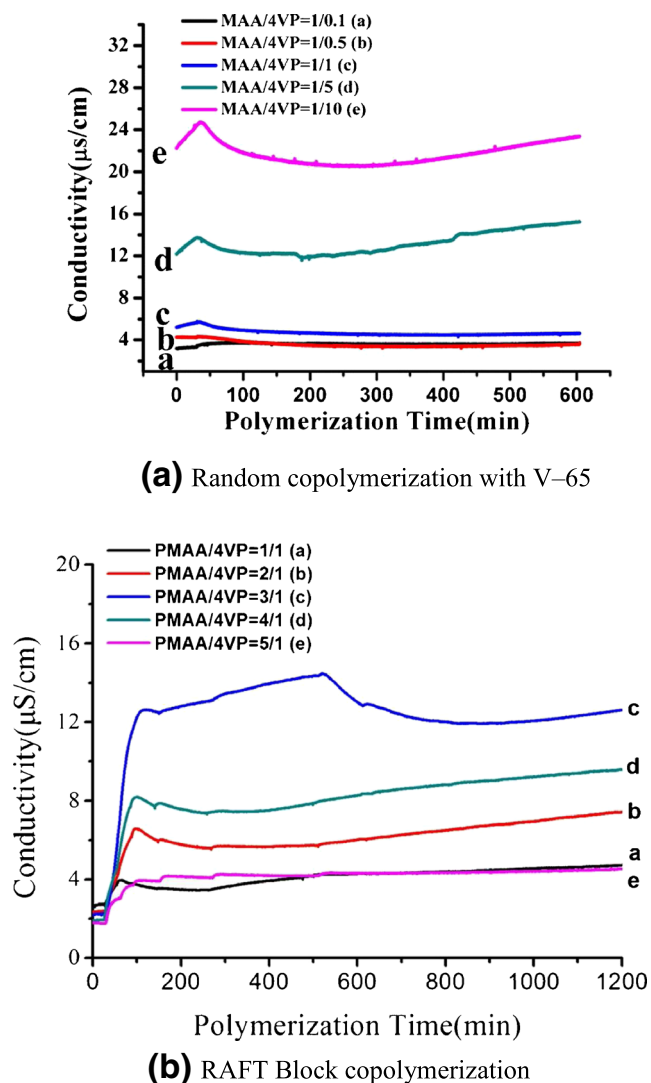 MAA/4VP=1/0.1 (a)
MAA/4VP=1/0.5 (b)
MAA/4VP=1/1 (c)
MAA/4VP=1/5 (d)
MAA/4VP=1/10 (e)
Conductivity(μs/cm)
32
28
24
20
16
12
8
4
e
d
c
b
a
0 100 200 300 400 500 600
Polymerization Time(min)
(a) Random copolymerization with V–65
PMAA/4VP=1/1 (a)
PMAA/4VP=2/1 (b)
PMAA/4VP=3/1 (c)
PMAA/4VP=4/1 (d)
PMAA/4VP=5/1 (e)
Conductivity(μS/cm)
20
16
12
8
4
0
c
d
b
a
e
0 200 400 600 800 1000 1200
Polymerization Time(min)
(b) RAFT Block copolymerization